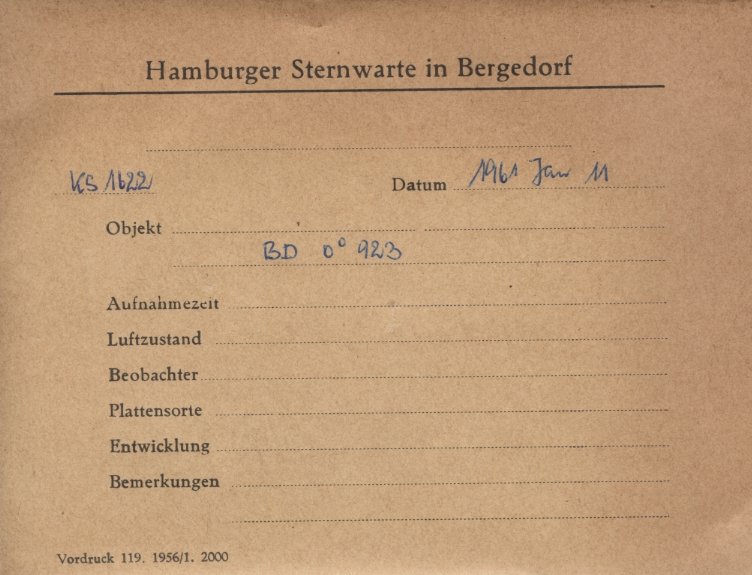 Hamburger Sternwarte in Bergedorf
KS 1622 Datum 1961 Jan 11
Objekt
BD 0° 923
Aufnahmezeit
Luftzustand
Beobachter
Plattensorte
Entwicklung
Bemerkungen
Vordruck 119. 1956/1. 2000